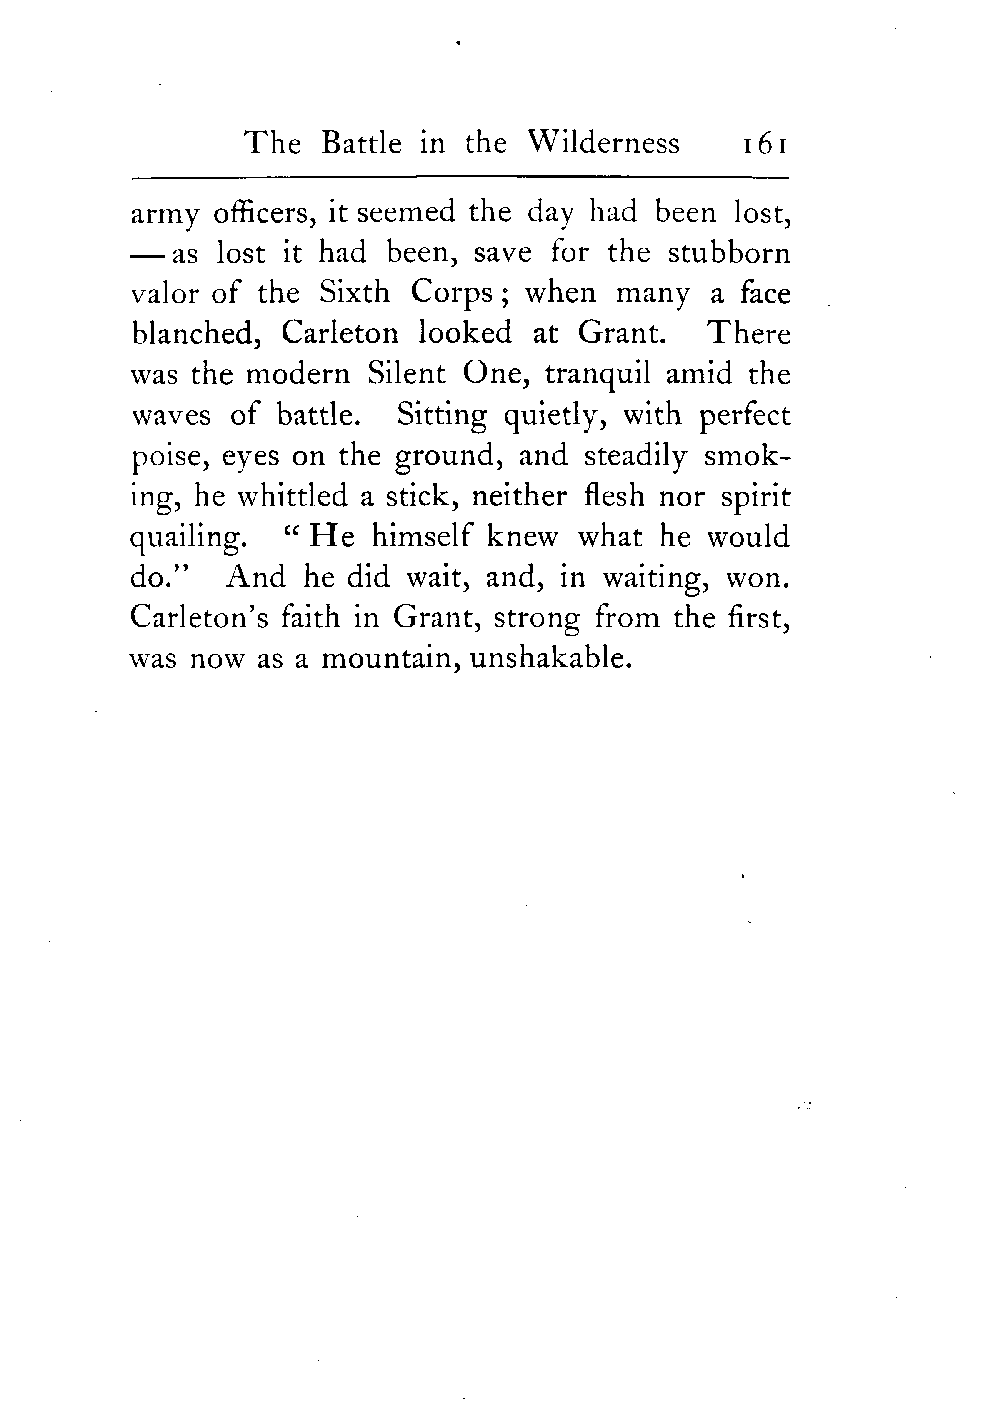 The Battle in the Wilderness 161
army officers, it seemed the day had been lost,
— as lost it had been, save for the stubborn
valor of the Sixth Corps; when many a face
blanched, Carleton looked at Grant. There
was the modern Silent One, tranquil amid the
waves of battle. Sitting quietly, with perfect
poise, eyes on the ground, and steadily smok-
ing, he whittled a stick, neither flesh nor spirit
quailing. “He himself knew what he would
do.” And he did wait, and, in waiting, won.
Carleton's faith in Grant, strong from the first,
was now as a mountain, unshakable.